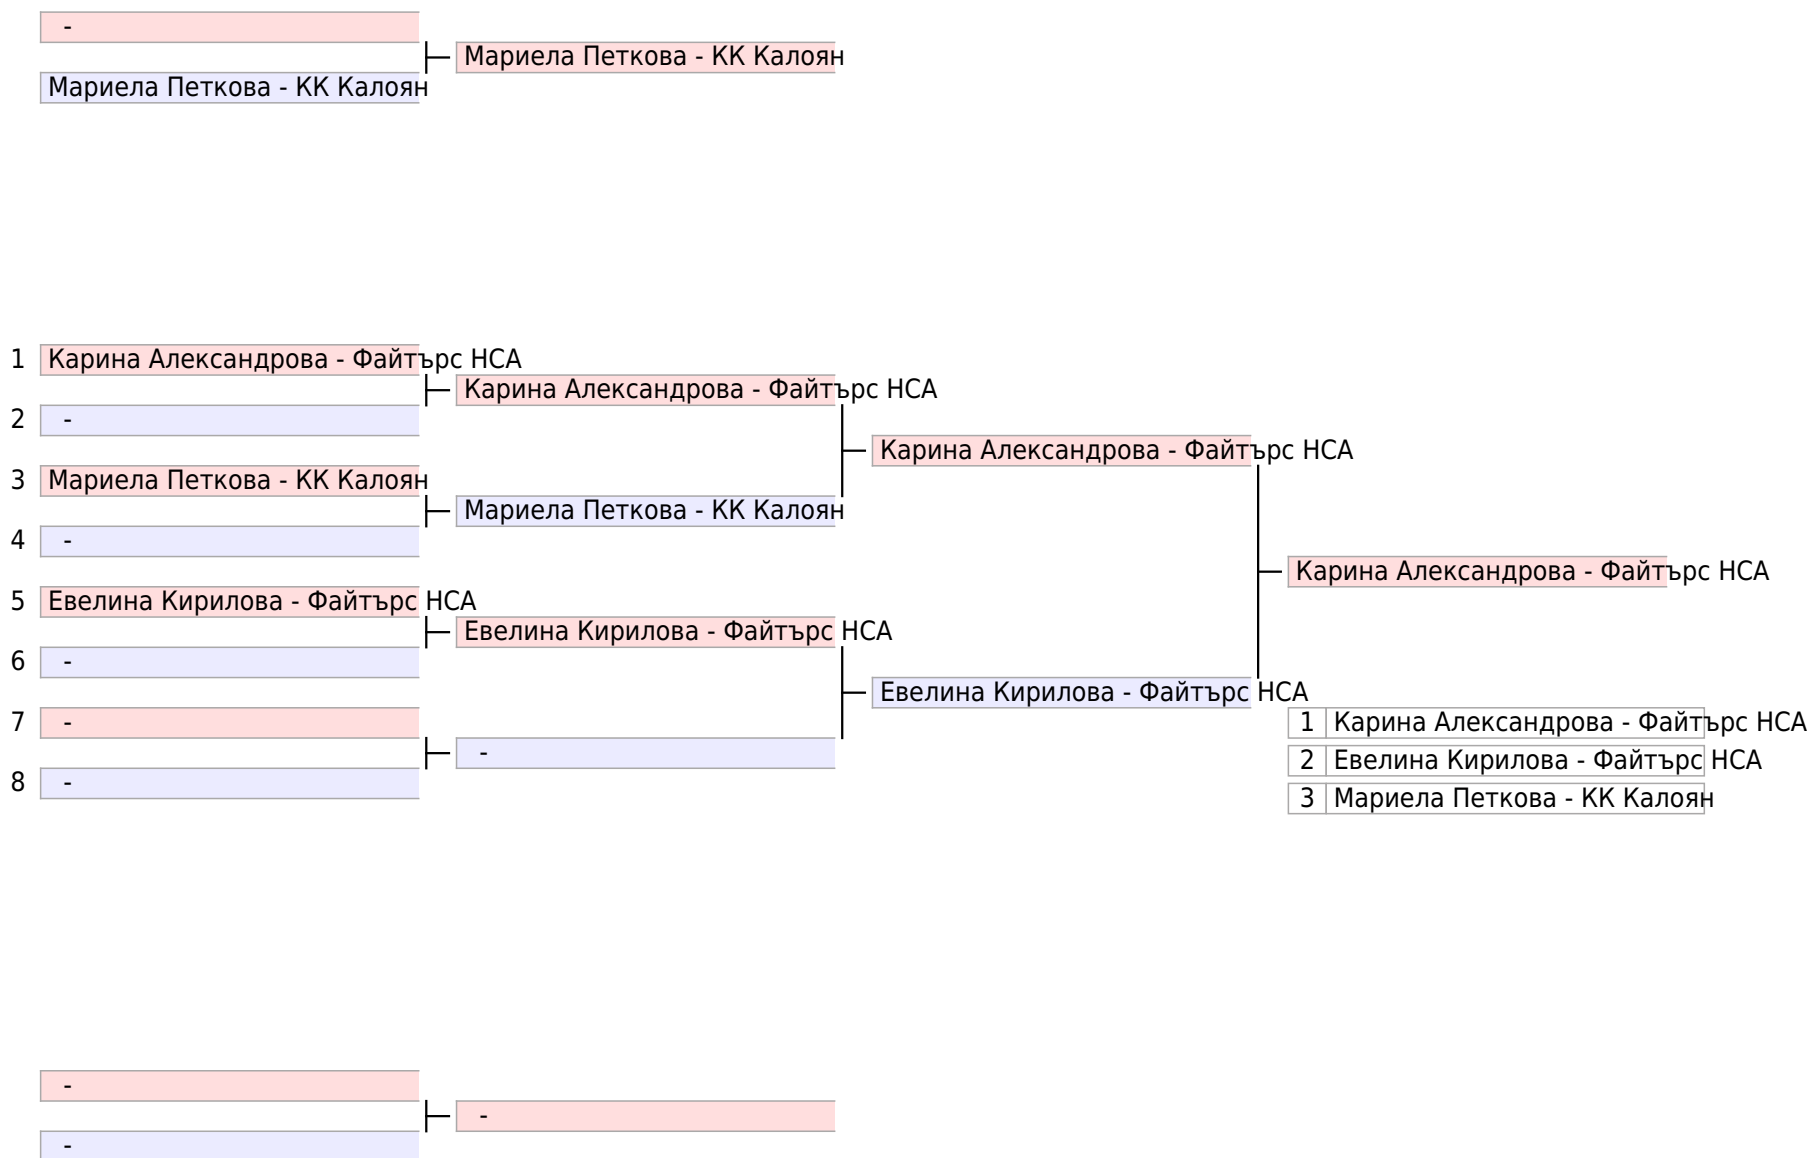 -
Мариела Петкова - КК Калоян
Мариела Петкова - КК Калоян
1 Карина Александрова - Файтърс НСА
Карина Александрова - Файтърс НСА
2 -
Карина Александрова - Файтърс НСА
3 Мариела Петкова - КК Калоян
Мариела Петкова - КК Калоян
4 -
Карина Александрова - Файтърс НСА
5 Евелина Кирилова - Файтърс НСА
Евелина Кирилова - Файтърс НСА
6 -
Евелина Кирилова - Файтърс НСА
7 -
1 Карина Александрова - Файтърс НСА
-
2 Евелина Кирилова - Файтърс НСА
8 -
3 Мариела Петкова - КК Калоян
-
-
-